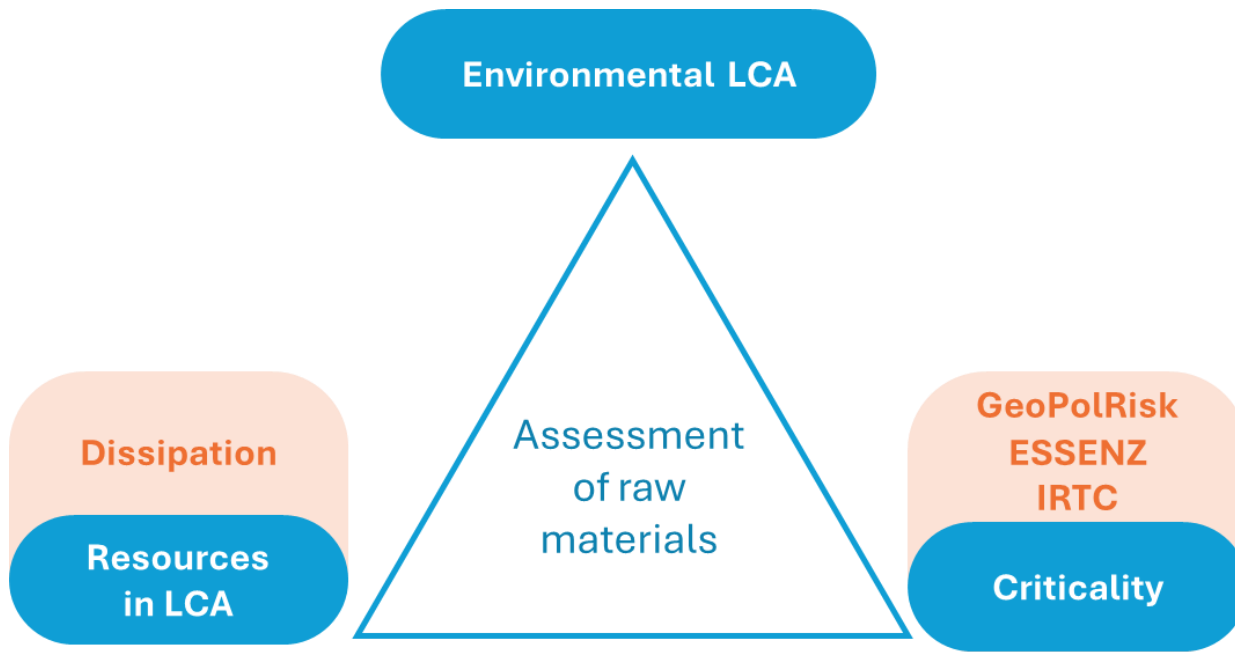 Environmental LCA
Dissipation
Resources
in LCA
Assessment
of raw
materials
GeoPolRisk
ESSENZ
IRTC
Criticality